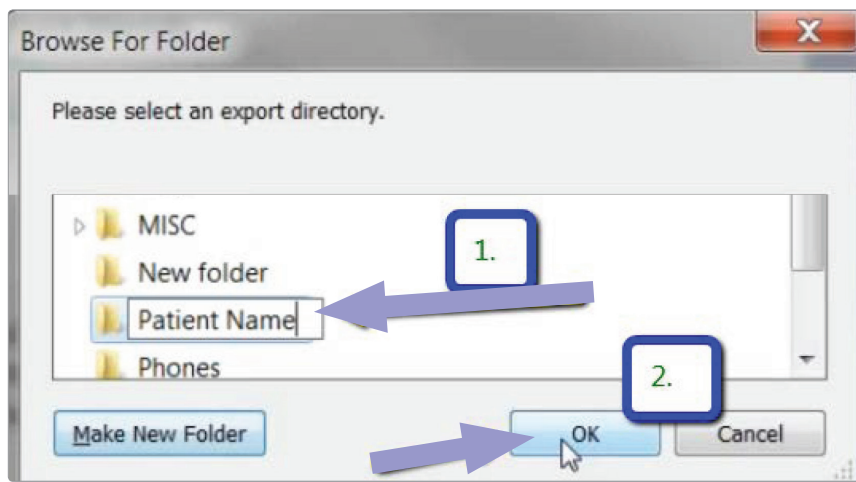 Browse For Folder
X
Please select an export directory.
MISC
1.
New folder
Patient Name
Phones
2.
Make New Folder
OK
Cancel